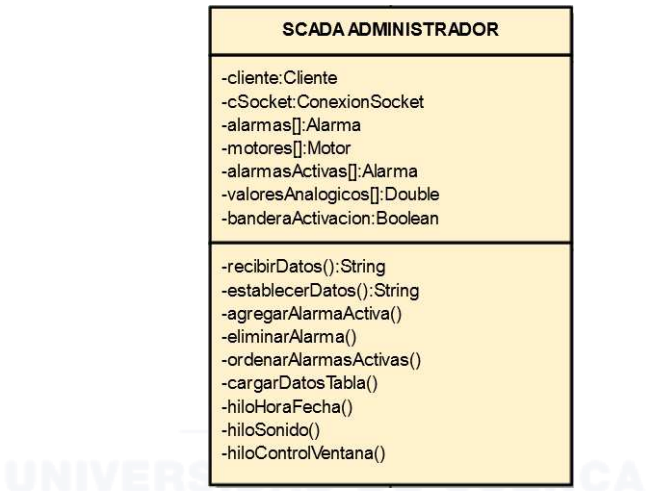 SCADA ADMINISTRADOR
-cliente:Cliente
-cSocket:ConexionSocket
-alarmas[]:Alarma
-motores[]:Motor
-alarmasActivas[]:Alarma
-valoresAnalogicos[]:Double
-banderaActivacion:Boolean
-recibirDatos():String
-establecerDatos():String
-agregarAlarmaActiva()
-eliminarAlarma()
-ordenarAlarmasActivas()
-cargarDatosTabla()
-hiloHoraFecha()
-hiloSonido()
-hiloControlVentana()